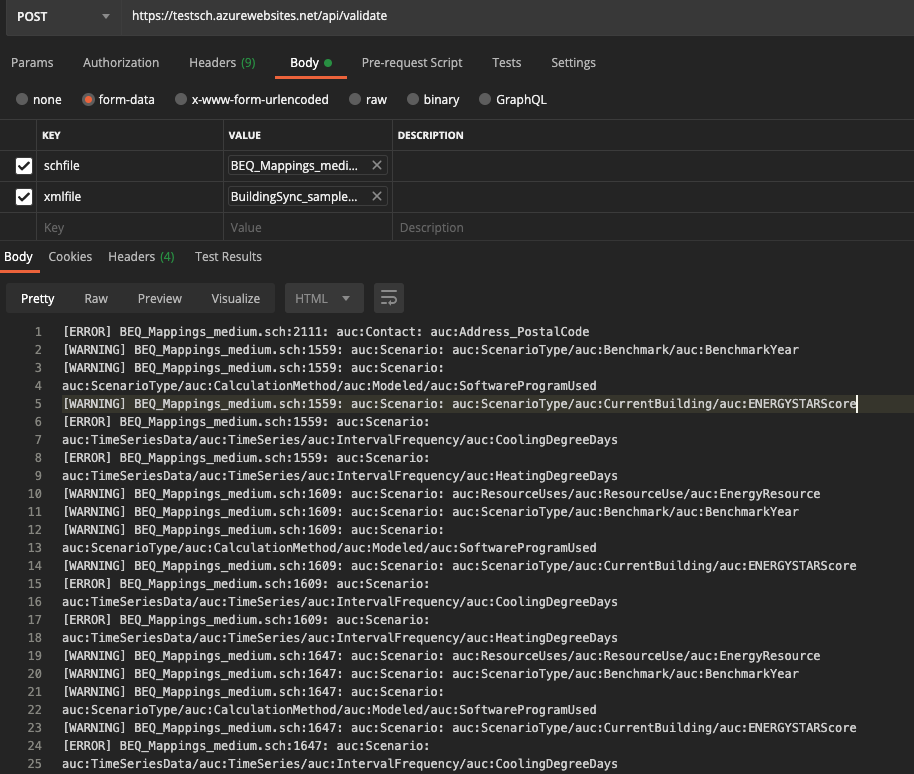 POST https://testsch.azurewebsites.net/api/validate
Params Authorization Headers (9) Body Pre-request Script Tests Settings
none form-data x-www-form-urlencoded raw binary GraphQL
KEY VALUE DESCRIPTION
schfile BEQ_Mappings_medi...
xmlfile BuildingSync_sample...
Key Value Description
Body Cookies Headers (4) Test Results
Pretty Raw Preview Visualize HTML
1 [ERROR] BEQ_Mappings_medium.sch:2111: auc:Contact: auc:Address_PostalCode
2 [WARNING] BEQ_Mappings_medium.sch:1559: auc:Scenario: auc:ScenarioType/auc:Benchmark/auc:BenchmarkYear
3 [WARNING] BEQ_Mappings_medium.sch:1559: auc:Scenario:
4 auc:ScenarioType/auc:CalculationMethod/auc:Modeled/auc:SoftwareProgramUsed
5 [WARNING] BEQ_Mappings_medium.sch:1559: auc:Scenario: auc:ScenarioType/auc:CurrentBuilding/auc:ENERGYSTARScore
6 [ERROR] BEQ_Mappings_medium.sch:1559: auc:Scenario:
7 auc:TimeSeriesData/auc:TimeSeries/auc:IntervalFrequency/auc:CoolingDegreeDays
8 [ERROR] BEQ_Mappings_medium.sch:1559: auc:Scenario:
9 auc:TimeSeriesData/auc:TimeSeries/auc:IntervalFrequency/auc:HeatingDegreeDays
10 [WARNING] BEQ_Mappings_medium.sch:1609: auc:Scenario: auc:ResourceUses/auc:ResourceUse/auc:EnergyResource
11 [WARNING] BEQ_Mappings_medium.sch:1609: auc:Scenario: auc:ScenarioType/auc:Benchmark/auc:BenchmarkYear
12 [WARNING] BEQ_Mappings_medium.sch:1609: auc:Scenario:
13 auc:ScenarioType/auc:CalculationMethod/auc:Modeled/auc:SoftwareProgramUsed
14 [WARNING] BEQ_Mappings_medium.sch:1609: auc:Scenario: auc:ScenarioType/auc:CurrentBuilding/auc:ENERGYSTARScore
15 [ERROR] BEQ_Mappings_medium.sch:1609: auc:Scenario:
16 auc:TimeSeriesData/auc:TimeSeries/auc:IntervalFrequency/auc:CoolingDegreeDays
17 [ERROR] BEQ_Mappings_medium.sch:1609: auc:Scenario:
18 auc:TimeSeriesData/auc:TimeSeries/auc:IntervalFrequency/auc:HeatingDegreeDays
19 [WARNING] BEQ_Mappings_medium.sch:1647: auc:Scenario: auc:ResourceUses/auc:ResourceUse/auc:EnergyResource
20 [WARNING] BEQ_Mappings_medium.sch:1647: auc:Scenario: auc:ScenarioType/auc:Benchmark/auc:BenchmarkYear
21 [WARNING] BEQ_Mappings_medium.sch:1647: auc:Scenario:
22 auc:ScenarioType/auc:CalculationMethod/auc:Modeled/auc:SoftwareProgramUsed
23 [WARNING] BEQ_Mappings_medium.sch:1647: auc:Scenario: auc:ScenarioType/auc:CurrentBuilding/auc:ENERGYSTARScore
24 [ERROR] BEQ_Mappings_medium.sch:1647: auc:Scenario:
25 auc:TimeSeriesData/auc:TimeSeries/auc:IntervalFrequency/auc:CoolingDegreeDays